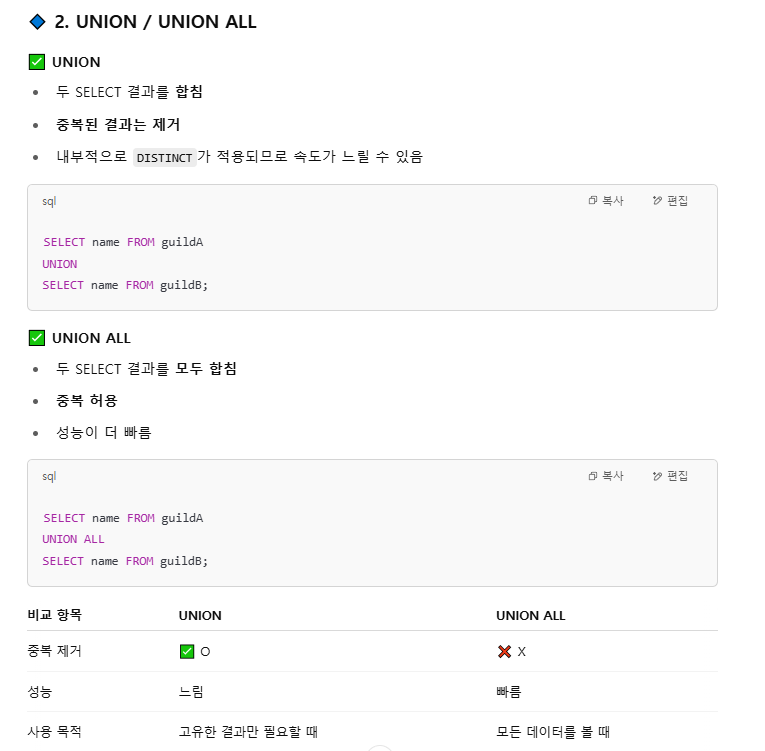 🔷 2. UNION / UNION ALL
✅ UNION
• 두 SELECT 결과를 합침
• 중복된 결과는 제거
• 내부적으로 DISTINCT가 적용되므로 속도가 느릴 수 있음
sql 복사 편집
SELECT name FROM guildA
UNION
SELECT name FROM guildB;
✅ UNION ALL
• 두 SELECT 결과를 모두 합침
• 중복 허용
• 성능이 더 빠름
sql 복사 편집
SELECT name FROM guildA
UNION ALL
SELECT name FROM guildB;
비교 항목 UNION UNION ALL
중복 제거 ✅ O ❌ X
성능 느림 빠름
사용 목적 고유한 결과만 필요할 때 모든 데이터를 볼 때